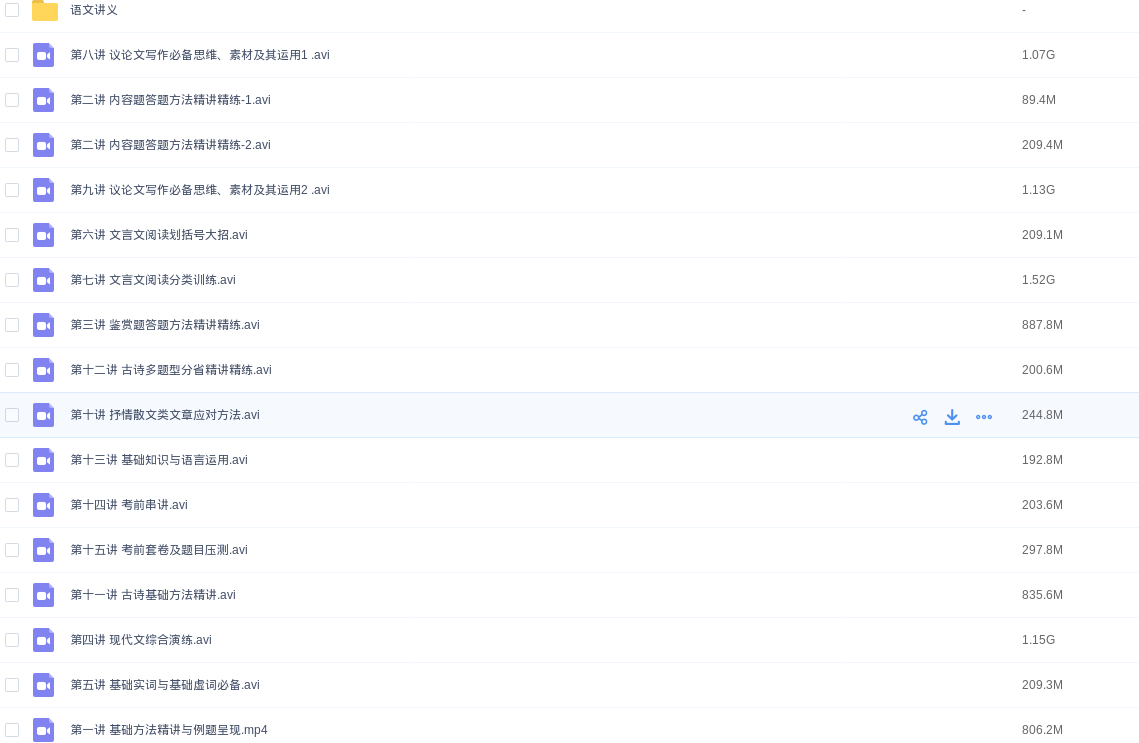 语文讲义 -
第八讲 议论文写作必备思维、素材及其运用1 .avi 1.07G
第二讲 内容题答题方法精讲精练-1.avi 89.4M
第二讲 内容题答题方法精讲精练-2.avi 209.4M
第九讲 议论文写作必备思维、素材及其运用2 .avi 1.13G
第六讲 文言文阅读划括号大招.avi 209.1M
第七讲 文言文阅读分类训练.avi 1.52G
第三讲 鉴赏题答题方法精讲精练.avi 887.8M
第十二讲 古诗多题型分省精讲精练.avi 200.6M
第十讲 抒情散文类文章应对方法.avi 244.8M
第十三讲 基础知识与语言运用.avi 192.8M
第十四讲 考前串讲.avi 203.6M
第十五讲 考前套卷及题目压测.avi 297.8M
第十一讲 古诗基础方法精讲.avi 835.6M
第四讲 现代文综合演练.avi 1.15G
第五讲 基础实词与基础虚词必备.avi 209.3M
第一讲 基础方法精讲与例题呈现.mp4 806.2M